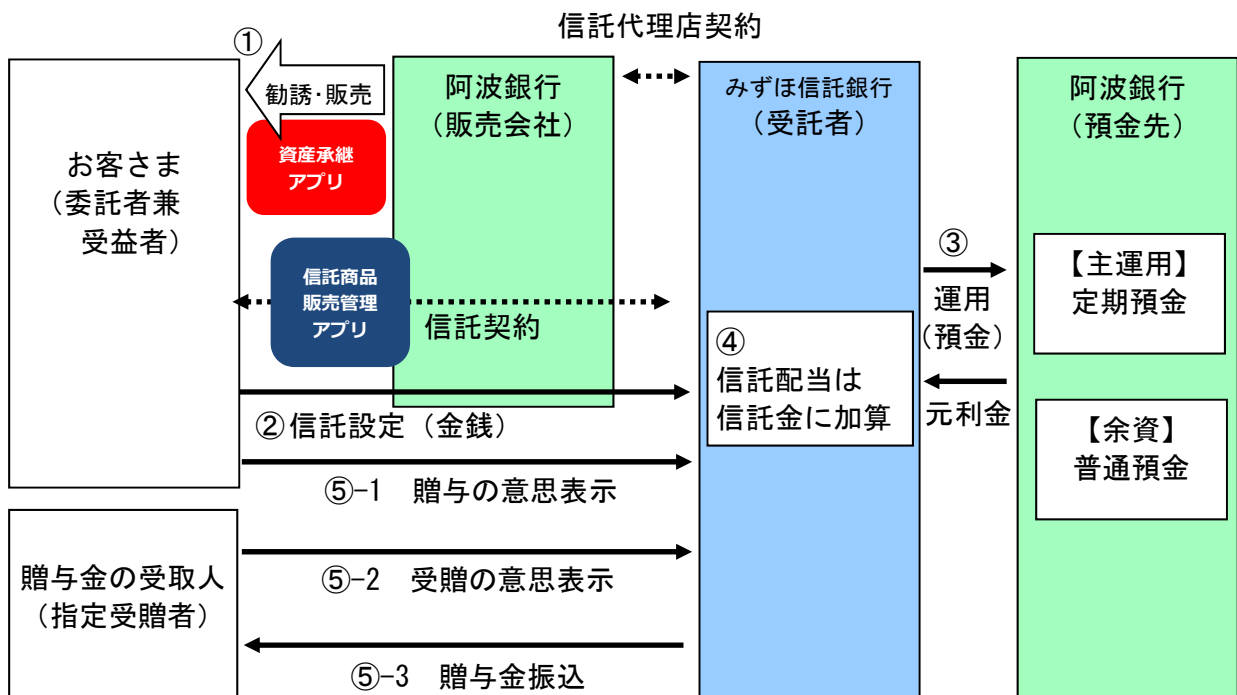 信託代理店契約
①
勧誘・販売
資産承継
アプリ
阿波銀行
(販売会社)
みずほ信託銀行
(受託者)
阿波銀行
(預金先)
お客さま
(委託者兼
受益者)
信託商品
販売管理
アプリ
信託契約
③
運用
(預金)
【主運用】
定期預金
④
信託配当は
信託金に加算
元利金
【余資】
普通預金
②信託設定(金銭)
⑤-1 贈与の意思表示
贈与金の受取人
(指定受贈者)
⑤-2 受贈の意思表示
⑤-3 贈与金振込